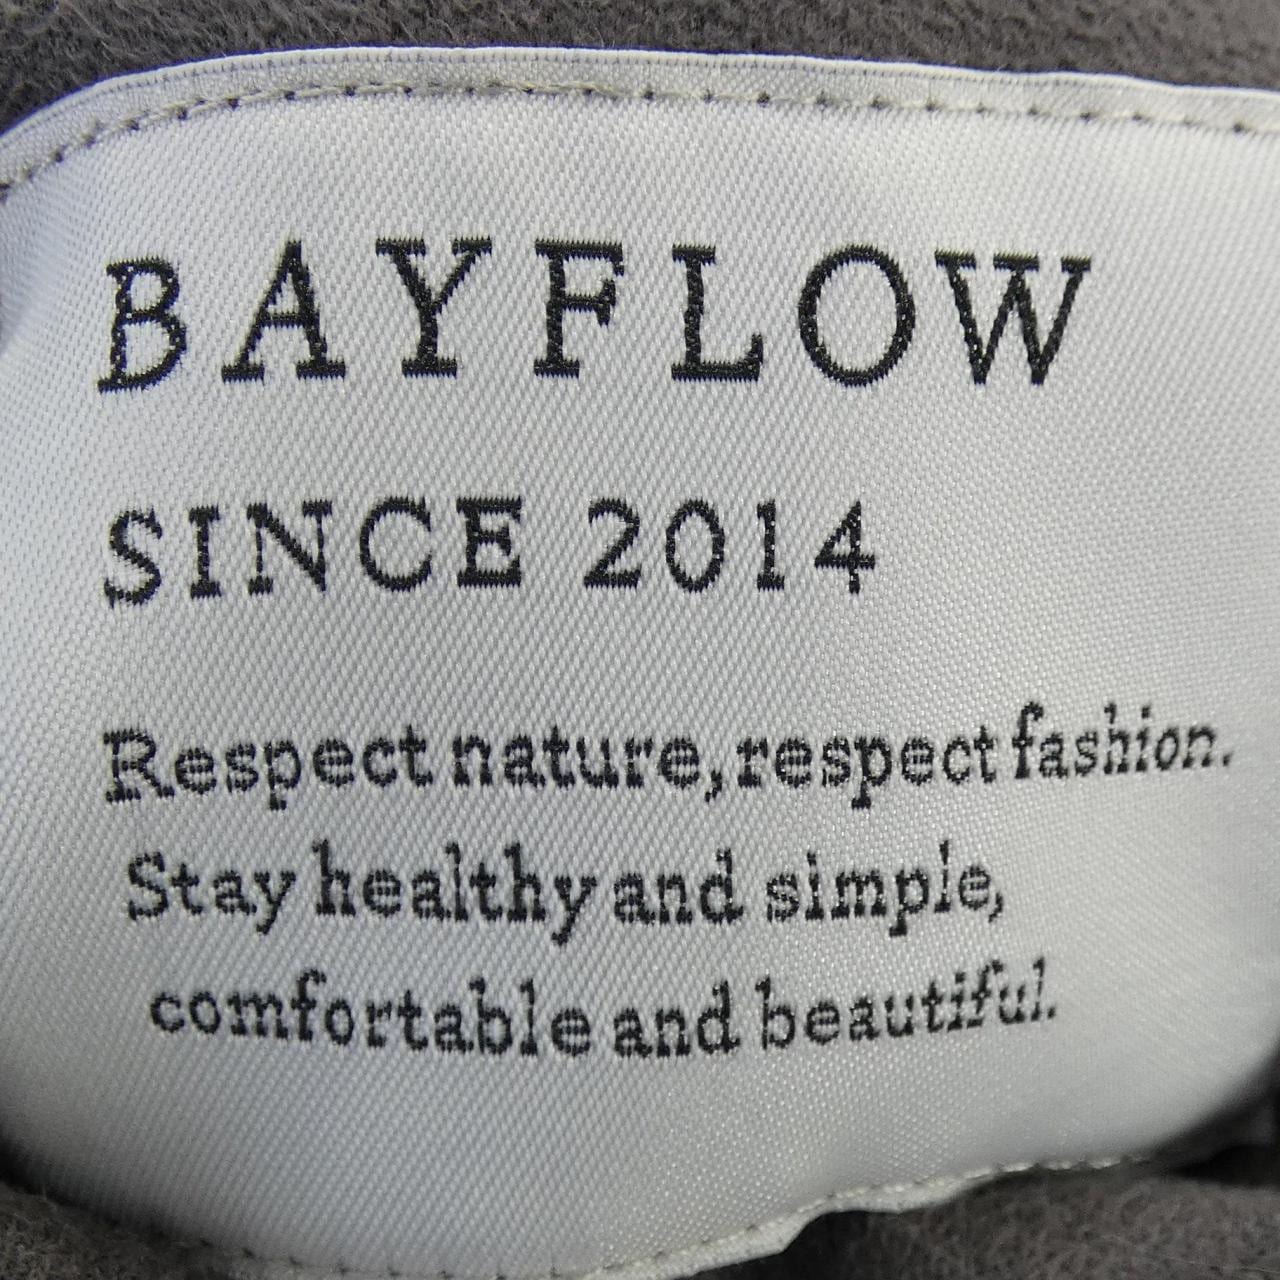 BAYFLOW
SINCE 2014
Respect nature, respect fashion.
Stay healthy and simple,
comfortable and beautiful.